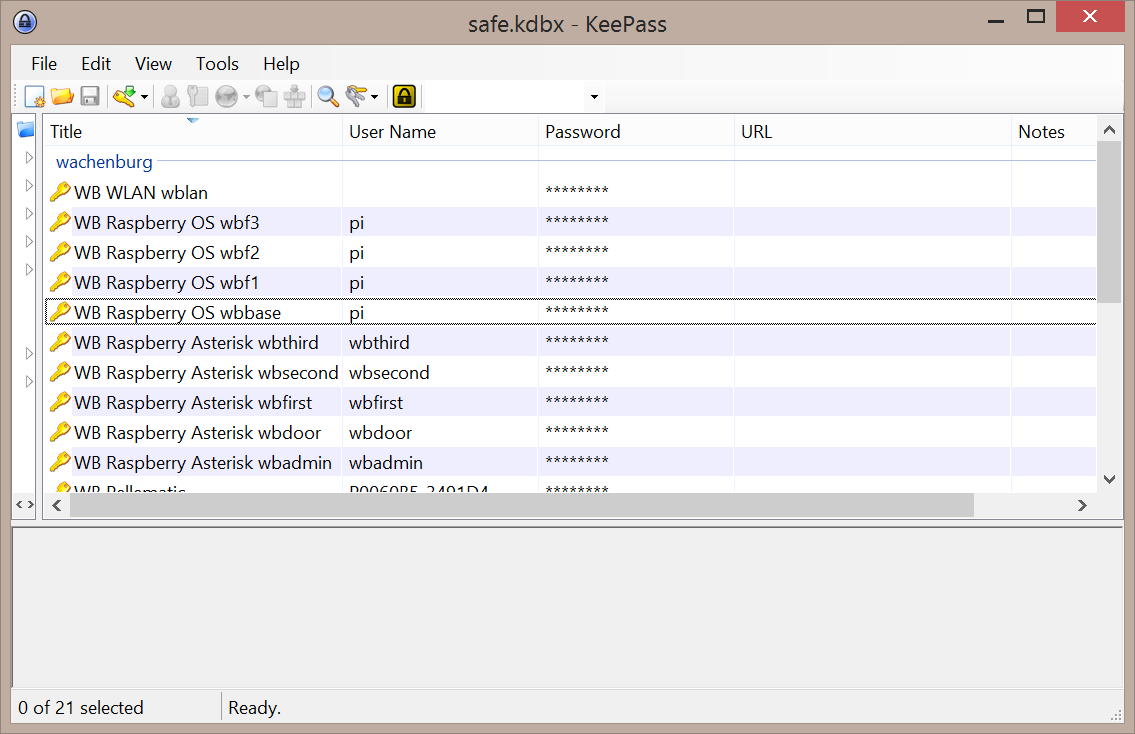 safe.kdbx - KeePass
File Edit View Tools Help
Title User Name Password URL Notes
wachenburg
WB WLAN wblan ********
WB Raspberry OS wbf3 pi ********
WB Raspberry OS wbf2 pi ********
WB Raspberry OS wbf1 pi ********
WB Raspberry OS wbbase pi ********
WB Raspberry Asterisk wbthird wbthird ********
WB Raspberry Asterisk wbsecond wbsecond ********
WB Raspberry Asterisk wbfirst wbfirst ********
WB Raspberry Asterisk wbdoor wbdoor ********
WB Raspberry Asterisk wbadmin wbadmin ********
WB Pellematic ********
0 of 21 selected Ready.